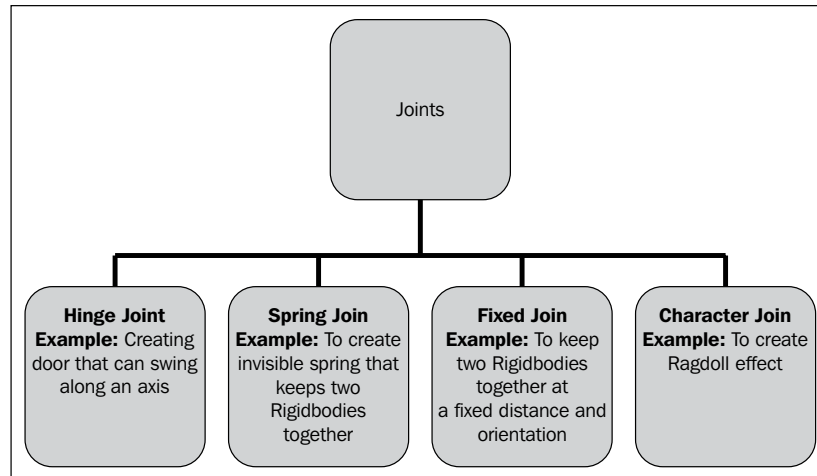 Joints
Hinge Joint
Example: Creating
door that can swing
along an axis
Spring Join
Example: To create
invisible spring that
keeps two
Rigidbodies
together
Fixed Join
Example: To keep
two Rigidbodies
together at
a fixed distance and
orientation
Character Join
Example: To create
Ragdoll effect